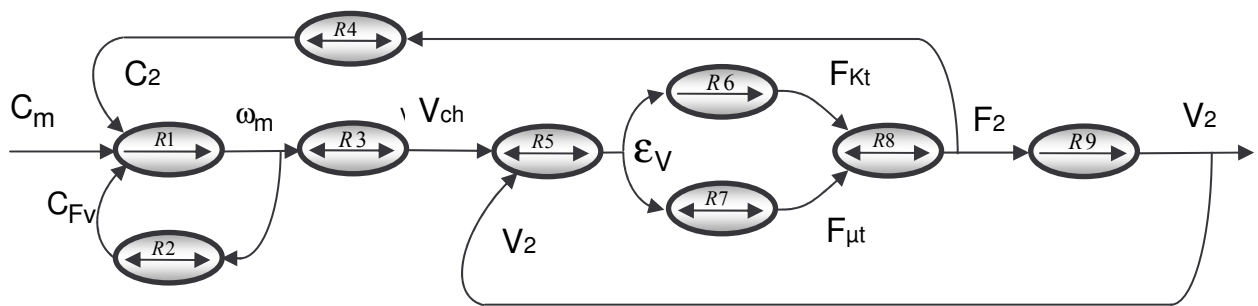 R4
C2
R6
FKt
Cm
ωm
Vch
F2
V2
R1
R3
R5
εV
R8
R9
CFv
R7
R2
V2
Fμt